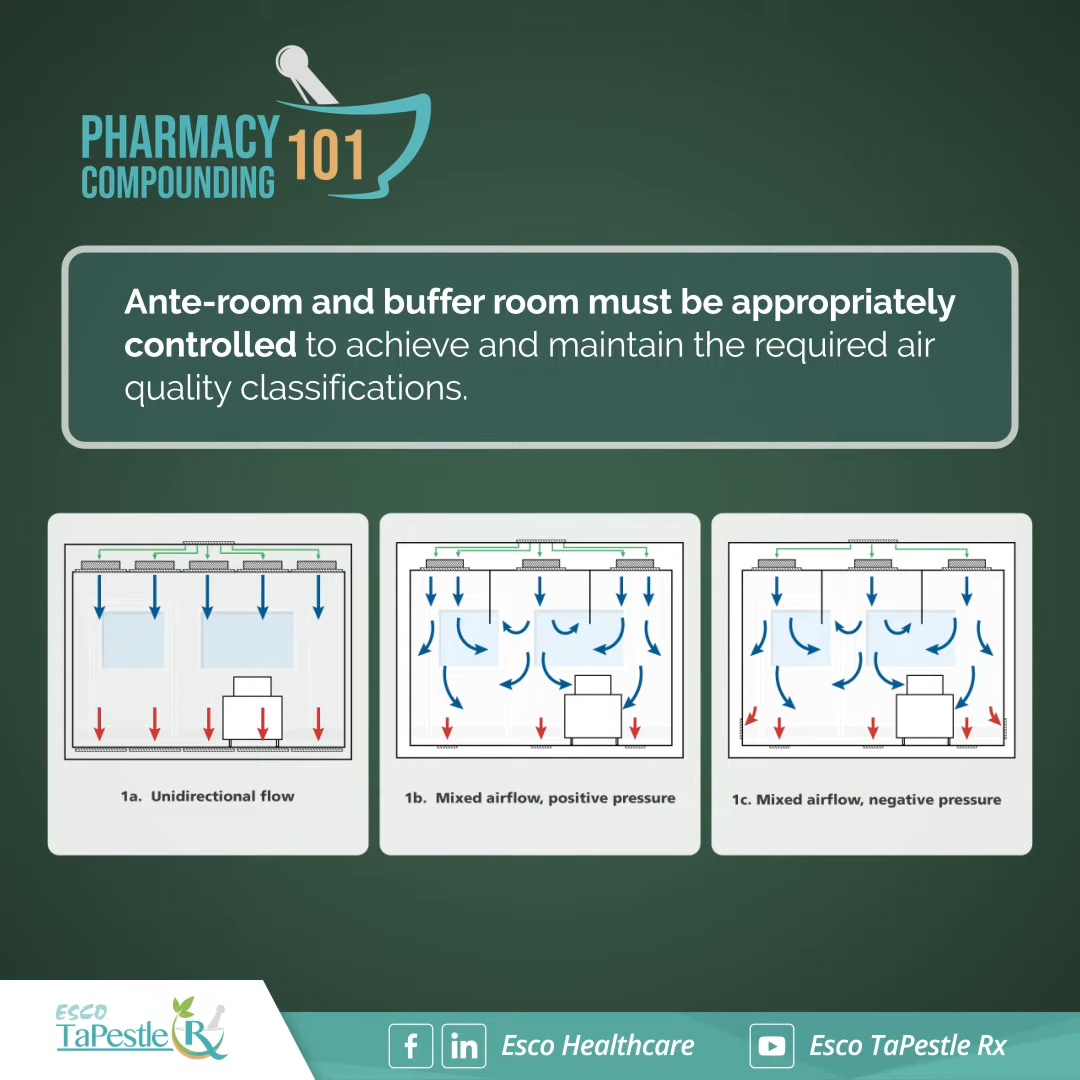 PHARMACY
COMPOUNDING
101
Ante-room and buffer room must be appropriately
controlled to achieve and maintain the required air
quality classifications.
1a. Unidirectional flow
1b. Mixed airflow, positive pressure
1c. Mixed airflow, negative pressure
ESCO
TaPestle Rx
f in Esco Healthcare
Esco TaPestle Rx